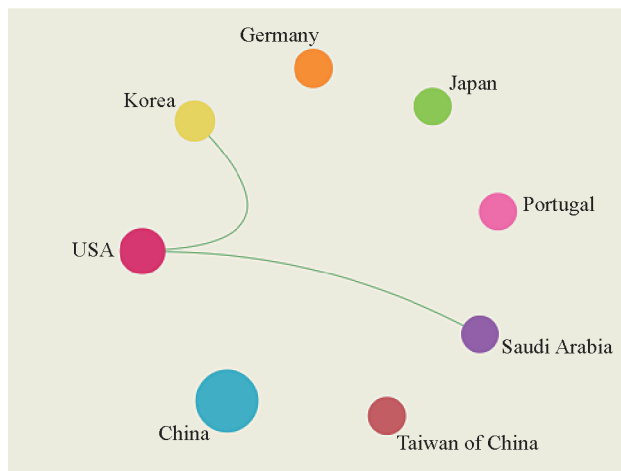 Germany
Japan
Korea
Portugal
USA
Saudi Arabia
China
Taiwan of China